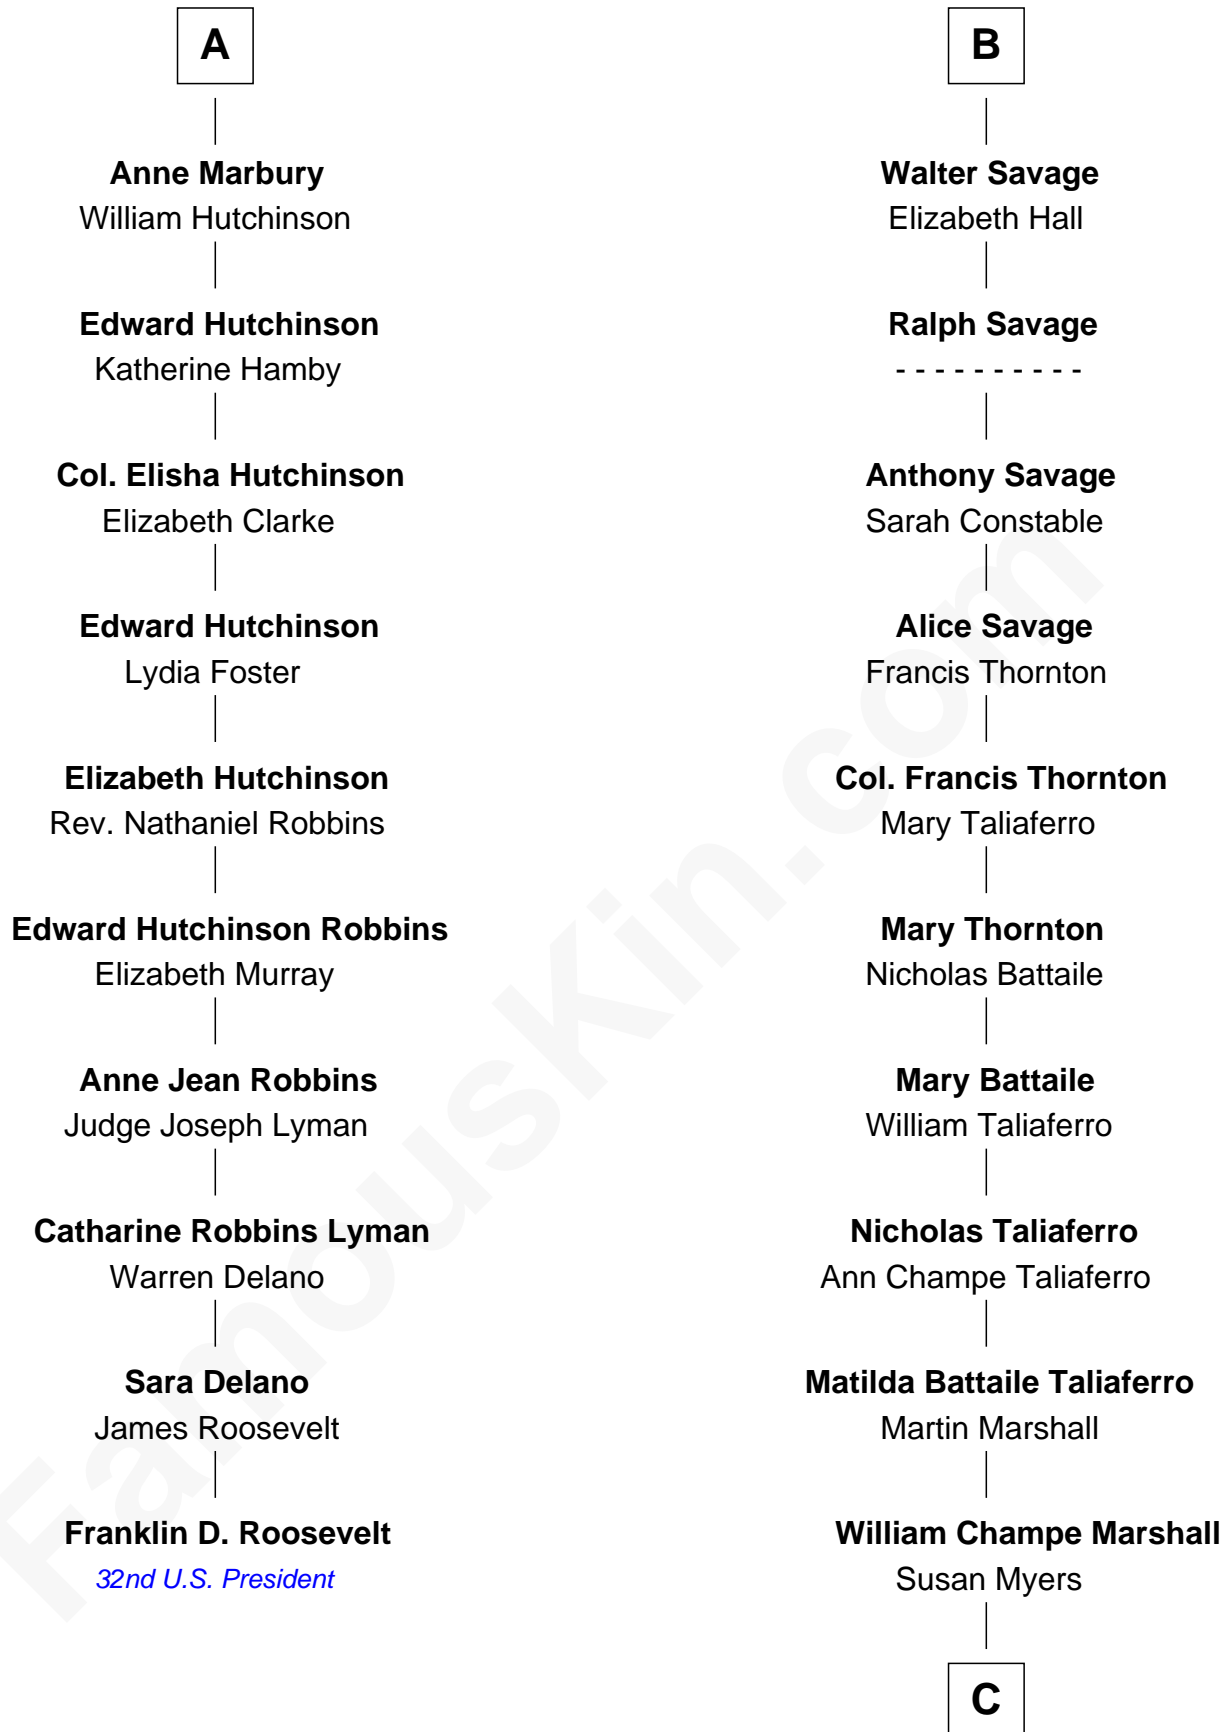 A
Anne Marbury
William Hutchinson
Edward Hutchinson
Katherine Hamby
Col. Elisha Hutchinson
Elizabeth Clarke
Edward Hutchinson
Lydia Foster
Elizabeth Hutchinson
Rev. Nathaniel Robbins
Edward Hutchinson Robbins
Elizabeth Murray
Anne Jean Robbins
Judge Joseph Lyman
Catharine Robbins Lyman
Warren Delano
Sara Delano
James Roosevelt
Franklin D. Roosevelt
32nd U.S. President
B
Walter Savage
Elizabeth Hall
Ralph Savage
- - - - - - - - - -
Anthony Savage
Sarah Constable
Alice Savage
Francis Thornton
Col. Francis Thornton
Mary Taliaferro
Mary Thornton
Nicholas Battaile
Mary Battaile
William Taliaferro
Nicholas Taliaferro
Ann Champe Taliaferro
Matilda Battaile Taliaferro
Martin Marshall
William Champe Marshall
Susan Myers
C
FamousKin.com